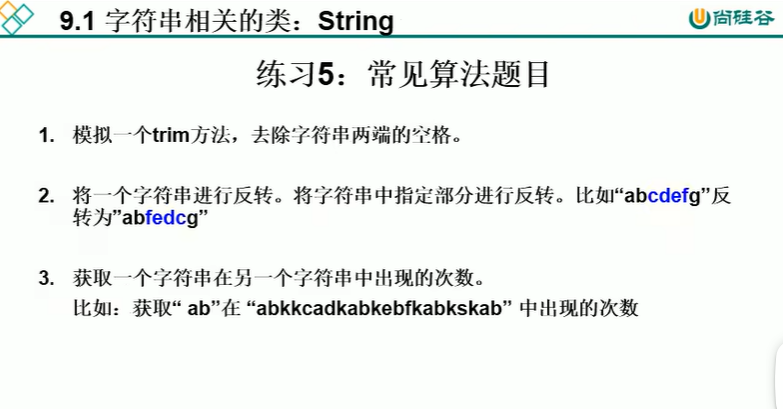 9.1 字符串相关的类：String
尚硅谷
练习5：常见算法题目
1. 模拟一个trim方法，去除字符串两端的空格。
2. 将一个字符串进行反转。将字符串中指定部分进行反转。比如“abcdefg”反
转为”abfedcg”
3. 获取一个字符串在另一个字符串中出现的次数。
比如：获取“ ab”在 “abkkcadkabkebfkabkskab” 中出现的次数